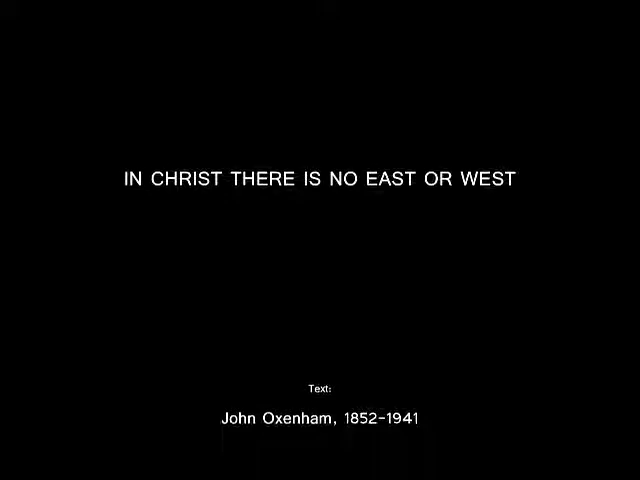 IN CHRIST THERE IS NO EAST OR WEST
Text:
John Oxenham, 1852-1941